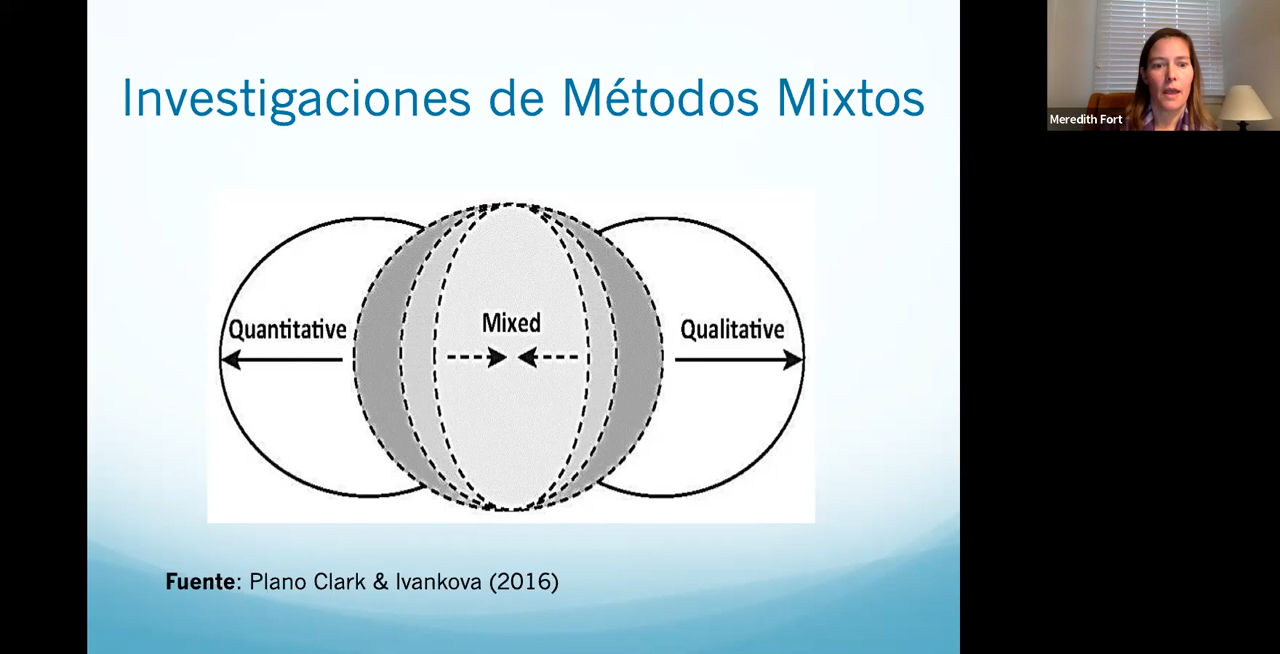 Investigaciones de Métodos Mixtos
Meredith Fort
Quantitative
Mixed
Qualitative
Fuente: Plano Clark & Ivankova (2016)